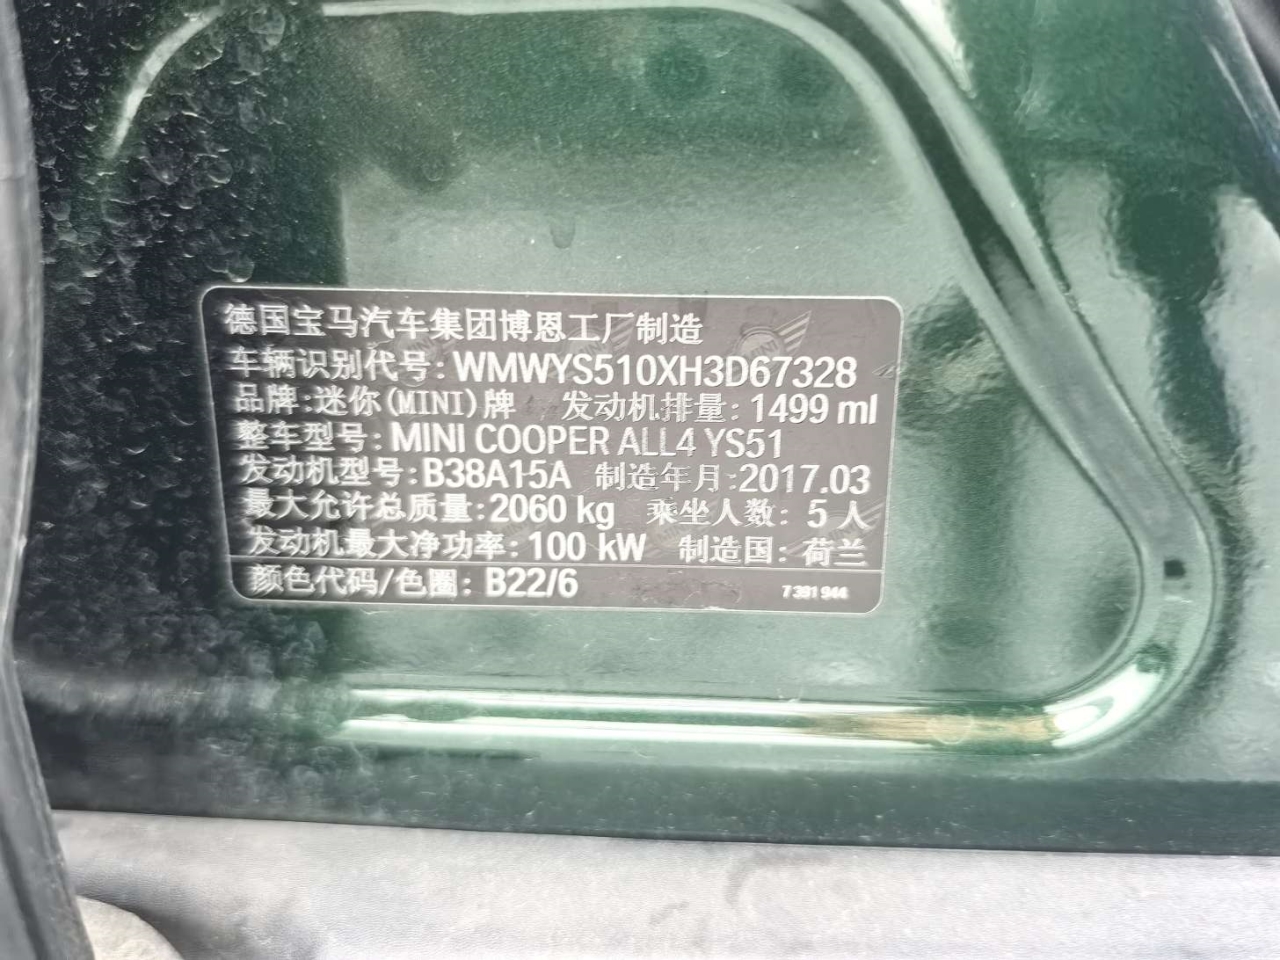 德国宝马汽车集团博恩工厂制造
车辆识别代号: WMWYS510XH3D67328
品牌: 迷你(MINI)牌 发动机排量: 1499 ml
整车型号: MINI COOPER ALL4 YS51
发动机型号: B38A15A 制造年月: 2017.03
最大允许总质量: 2060 kg 乘坐人数: 5 人
发动机最大净功率: 100 kW 制造国: 荷兰
颜色代码/色圈: B22/6 7 391 944